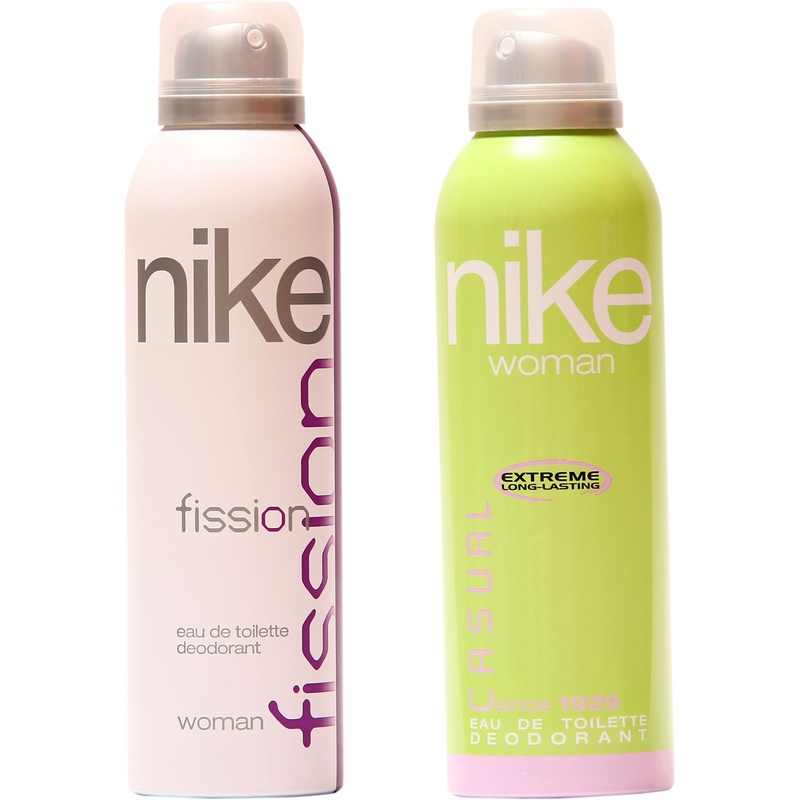 nike
fission
fission
eau de toilette
deodorant
woman
nike
woman
EXTREME
LONG-LASTING
CASUAL
since 1929
EAU DE TOILETTE
DEODORANT